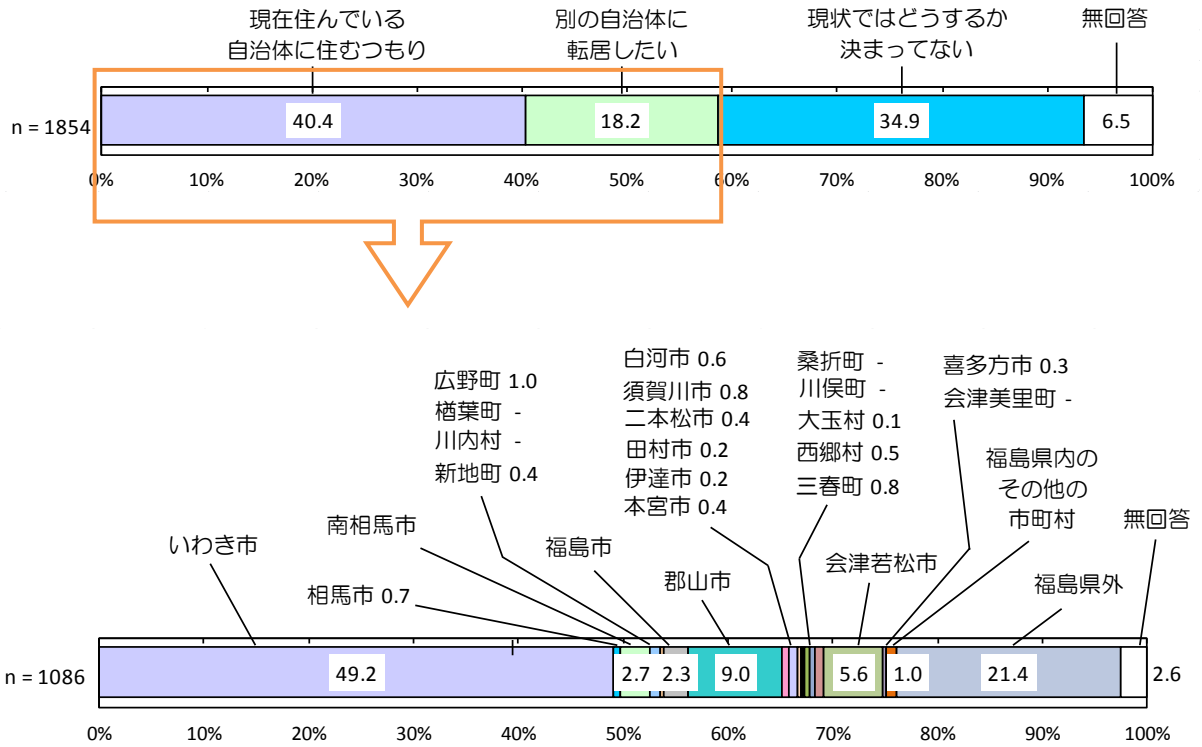 現在住んでいる
自治体に住むつもり
別の自治体に
転居したい
現状ではどうするか
決まってない
無回答
n = 1854
40.4
18.2
34.9
6.5
0%
10%
20%
30%
40%
50%
60%
70%
80%
90%
100%
広野町 1.0
楢葉町 -
川内村 -
新地町 0.4
白河市 0.6
須賀川市 0.8
二本松市 0.4
田村市 0.2
伊達市 0.2
本宮市 0.4
桑折町 -
川俣町 -
大玉村 0.1
西郷村 0.5
三春町 0.8
喜多方市 0.3
会津美里町 -
福島県内の
その他の
市町村
無回答
いわき市
南相馬市
相馬市 0.7
福島市
郡山市
会津若松市
福島県外
n = 1086
49.2
2.7
2.3
9.0
5.6
1.0
21.4
2.6
0%
10%
20%
30%
40%
50%
60%
70%
80%
90%
100%